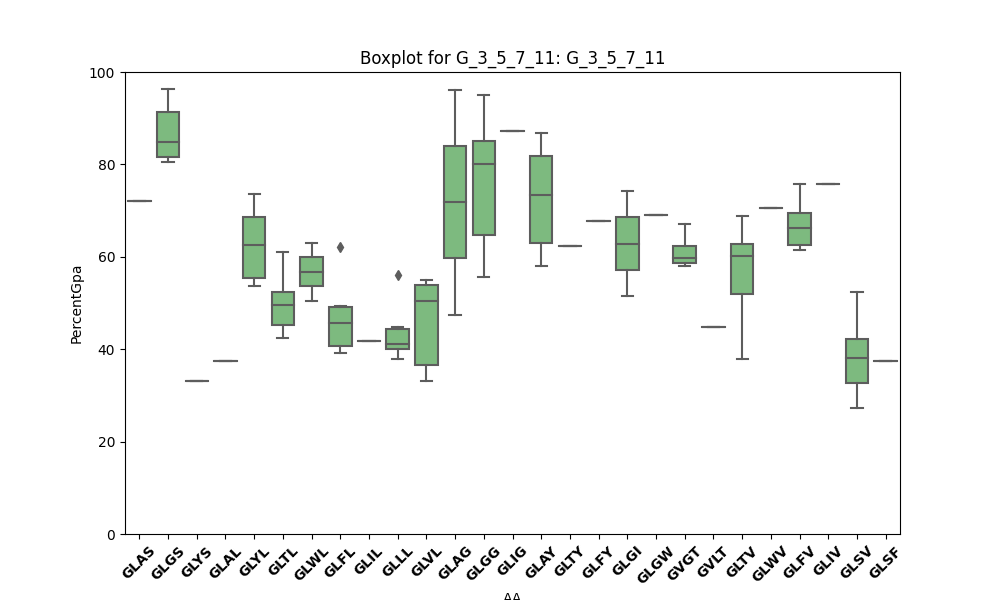 Boxplot for G_3_5_7_11: G_3_5_7_11
PercentGpa
100
80
60
40
20
0
GLAS GLGS GLYS GLAL GLYL GLTL GLWL GLFL GLIL GLLL GLVL GLAG GLGG GLIG GLAY GLTY GLFY GLGI GLGW GVGT GVLT GLTV GLWV GLFV GLIV GLSV GLSF
AA